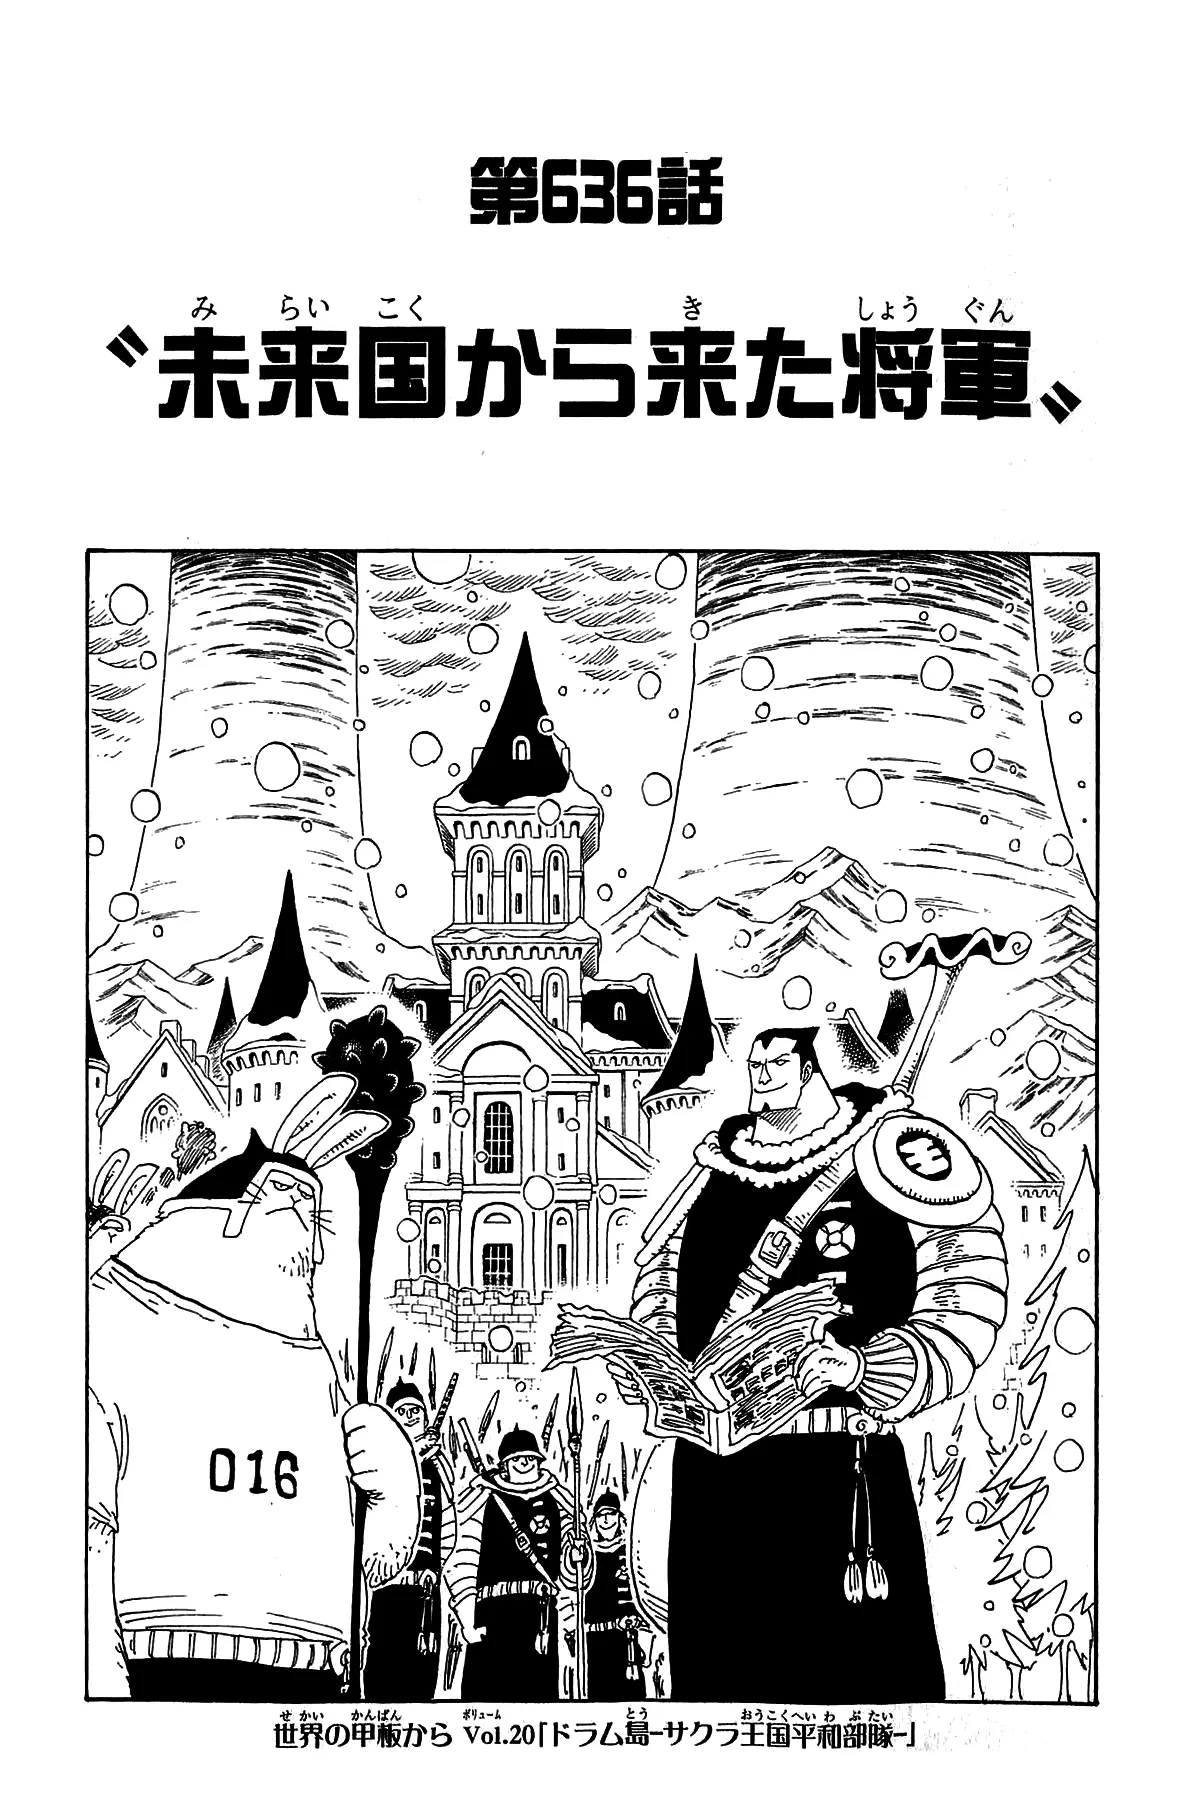 第636話
〝未来国から来た将軍〟
みらいこくきしょうぐん
016
世界の甲板から Vol.20「ドラム島-サクラ王国平和部隊-」
せかいかんばんボリュームとうおうこくへいわぶたい